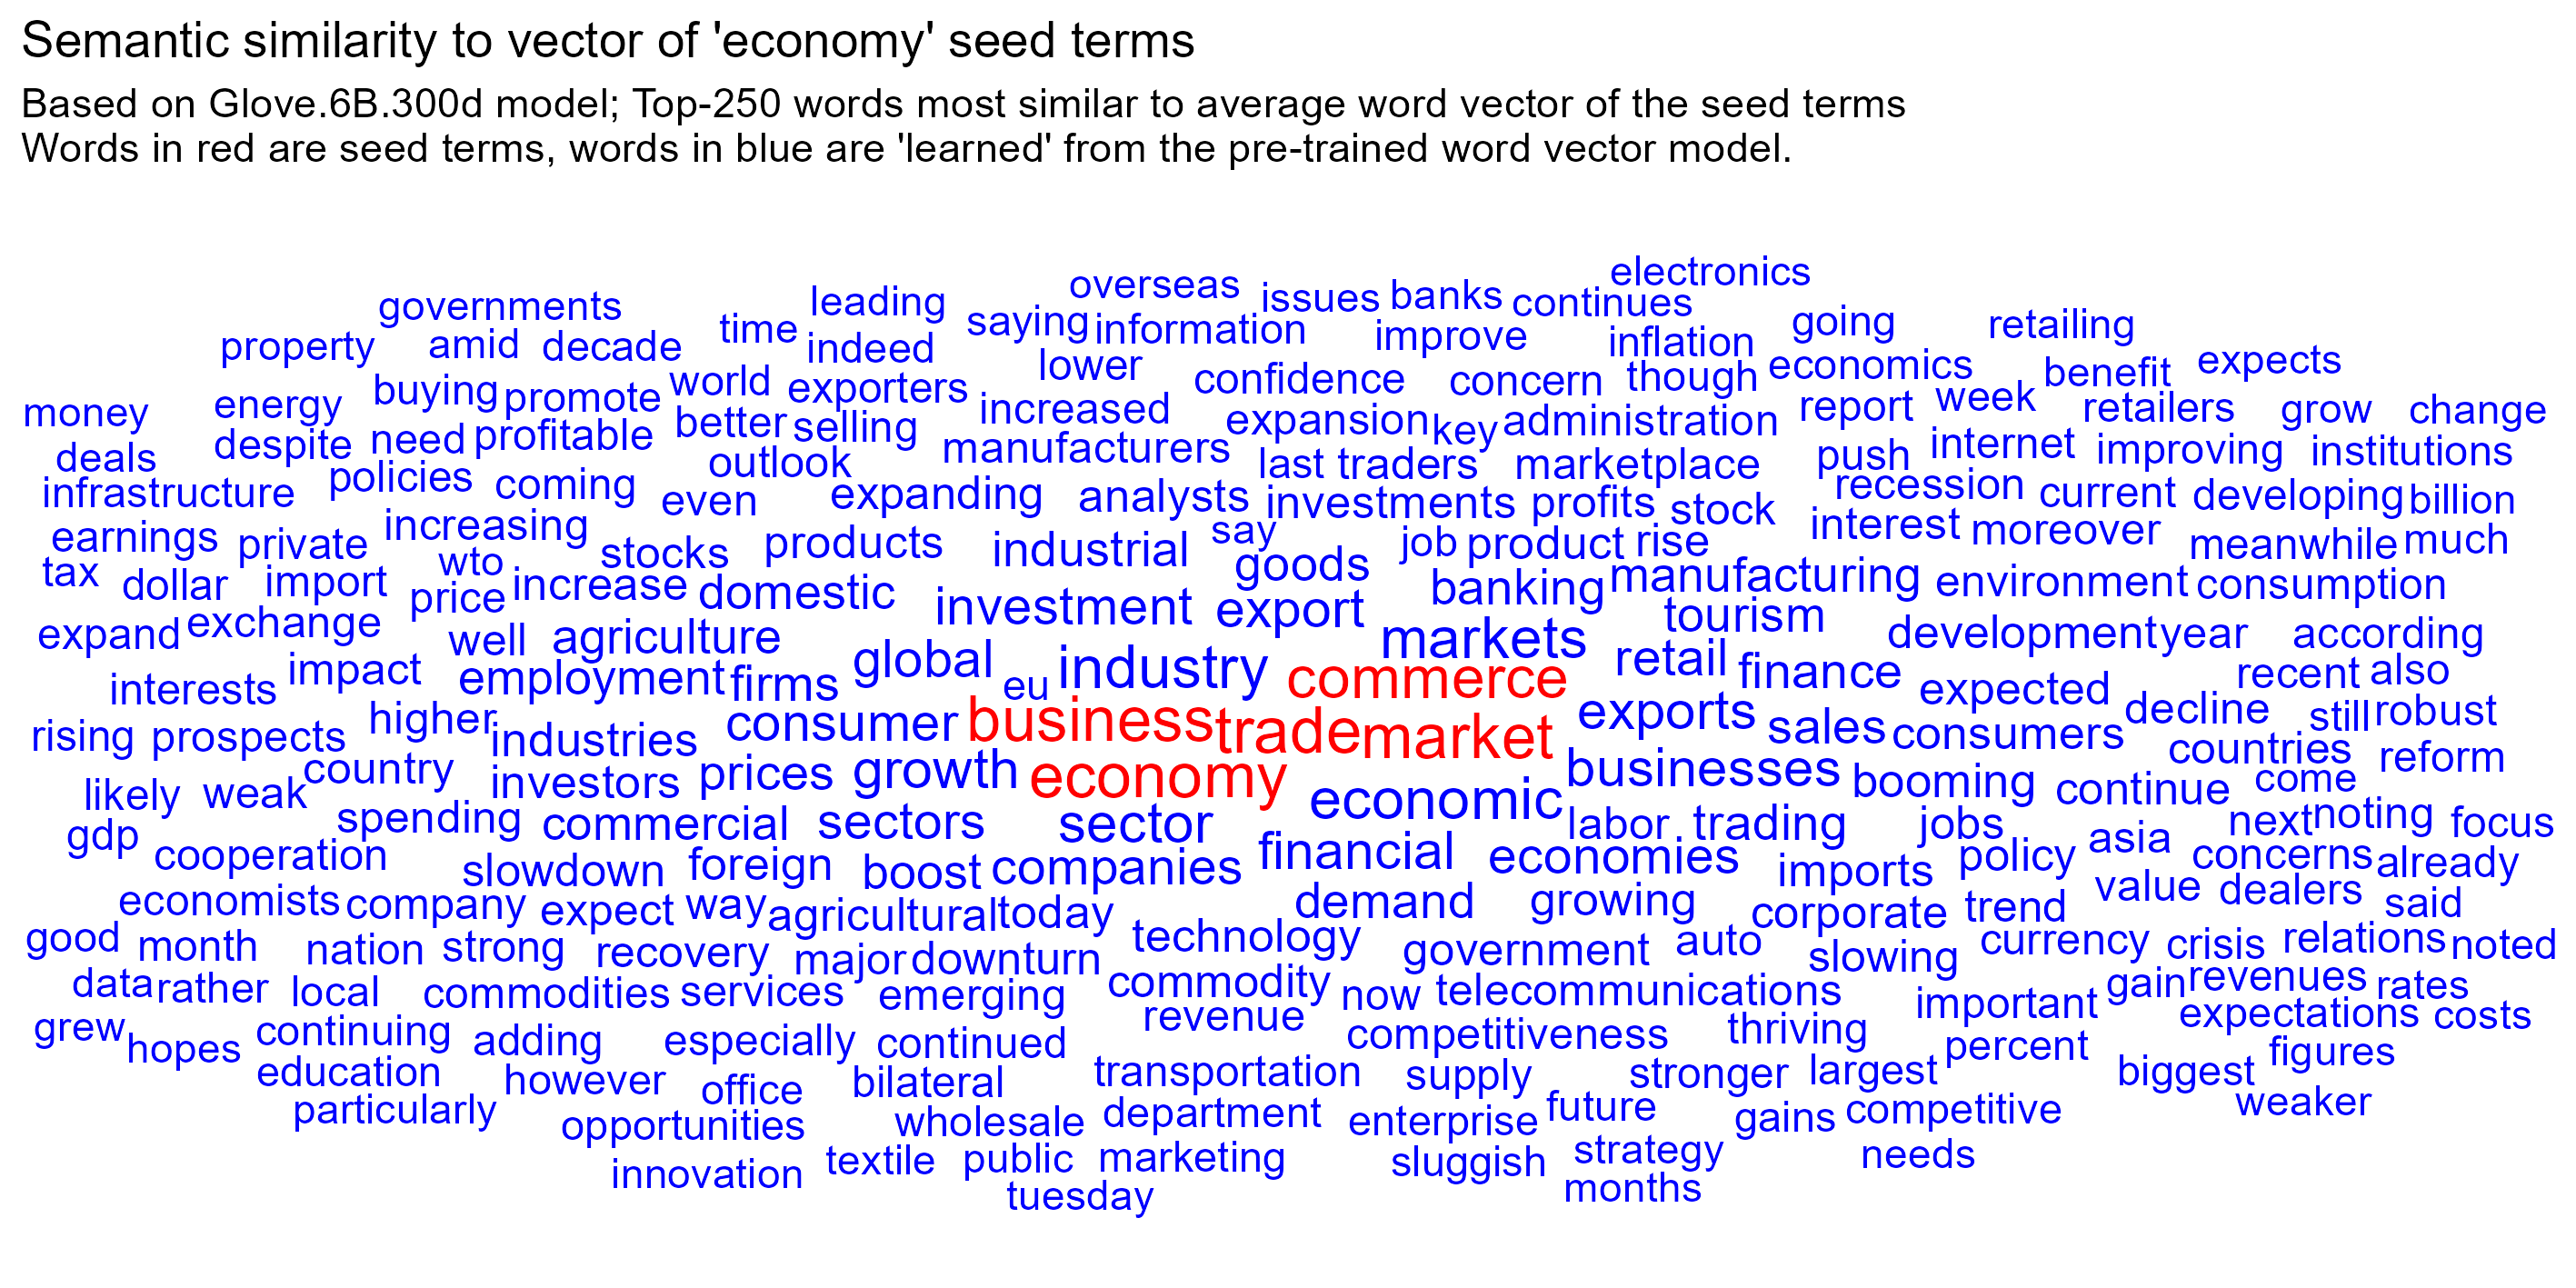 Semantic similarity to vector of 'economy' seed terms
Based on Glove.6B.300d model; Top-250 words most similar to average word vector of the seed terms
Words in red are seed terms, words in blue are 'learned' from the pre-trained word vector model.
electronics
governments leading overseas issues banks continues
property amid decade time indeed saying information improve inflation going retailing
money energy buying promote world exporters lower confidence concern though economics benefit expects
deals despite need profitable better selling increased expansion key administration report week retailers grow change
infrastructure policies coming outlook manufacturers last traders marketplace push internet improving institutions
earnings private increasing even expanding analysts investments profits stock recession current developing billion
tax dollar import wto stocks products industrial say goods job product rise interest moreover meanwhile much
expand exchange price increase domestic investment export banking manufacturing environment consumption
well agriculture global industry markets tourism development year according
interests impact employment firms eu commerce retail finance expected recent also
rising prospects higher industries consumer business trade market exports sales consumers decline still robust
likely weak country investors prices growth economy economic businesses booming continue countries come reform
gdp spending commercial sectors sector financial labor trading jobs asia next noting focus
cooperation slowdown foreign boost companies economies imports policy concerns already
economists company expect way agricultural today demand growing corporate trend value dealers said
good month nation strong recovery major downturn technology government auto slowing currency crisis relations noted
data rather local commodities services emerging commodity now telecommunications important gain revenues rates
grew hopes continuing adding especially continued revenue competitiveness thriving percent expectations costs
education however office bilateral transportation supply stronger largest biggest figures
particularly opportunities wholesale department enterprise future gains competitive weaker
innovation textile public marketing sluggish strategy needs
tuesday months